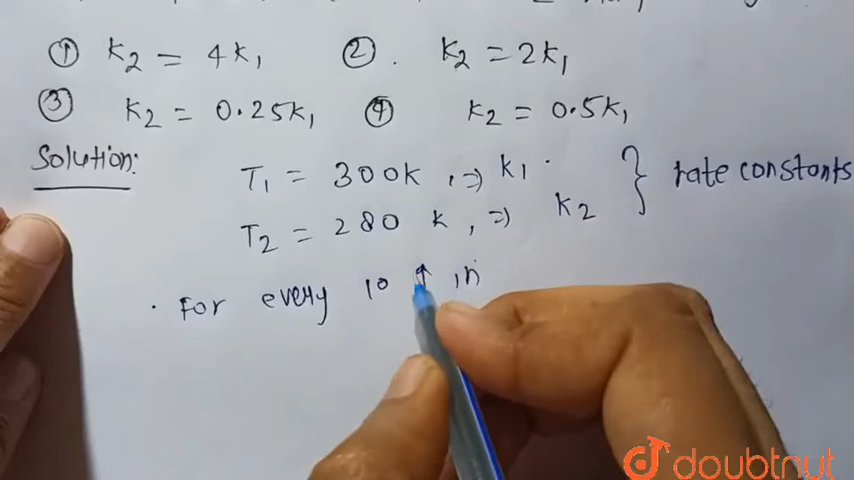 ① K₂ = 4K₁ ② . K₂ = 2K₁
③ K₂ = 0.25K₁ ④ K₂ = 0.5K₁
Solution:
T₁ = 300K , ⇒ K₁ . } rate constants
T₂ = 280 K , ⇒ K₂
. For every 10 ↑ in
doubtnut